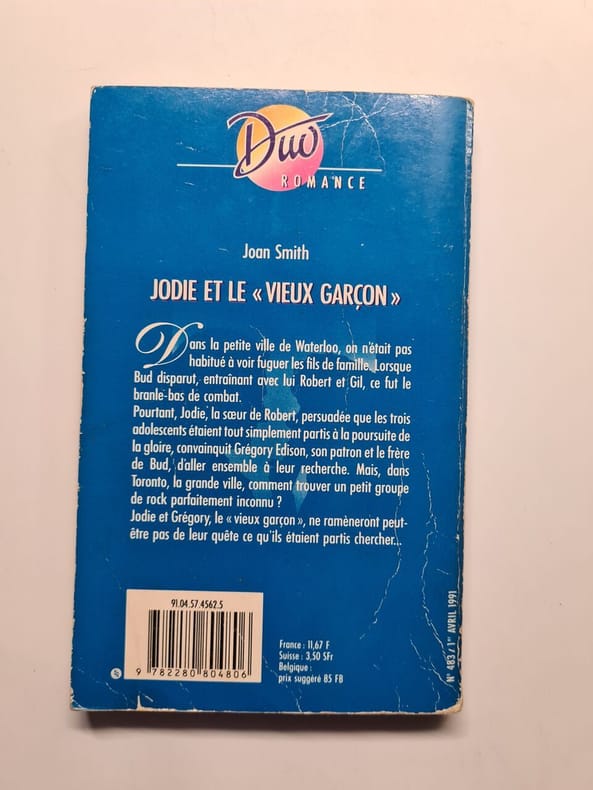 Duo
ROMANCE
Joan Smith
JODIE ET LE « VIEUX GARÇON »
Dans la petite ville de Waterloo, on n'était pas
habitué à voir fuguer les fils de famille. Lorsque
Bud disparut, entraînant avec lui Robert et Gil, ce fut le
branle-bas de combat.
Pourtant, Jodie, la sœur de Robert, persuadée que les trois
adolescents étaient tout simplement partis à la poursuite de
la gloire, convainquit Grégory Edison, son patron et le frère
de Bud, d'aller ensemble à leur recherche. Mais, dans
Toronto, la grande ville, comment trouver un petit groupe
de rock parfaitement inconnu ?
Jodie et Grégory, le « vieux garçon », ne ramèneront peut-
être pas de leur quête ce qu'ils étaient partis chercher...
91.04.57.4562.5
9 782280 804806
France : 11,67 F
Suisse : 3,50 SFr
Belgique :
prix suggéré 85 FB
N° 483 / 1er AVRIL 1991